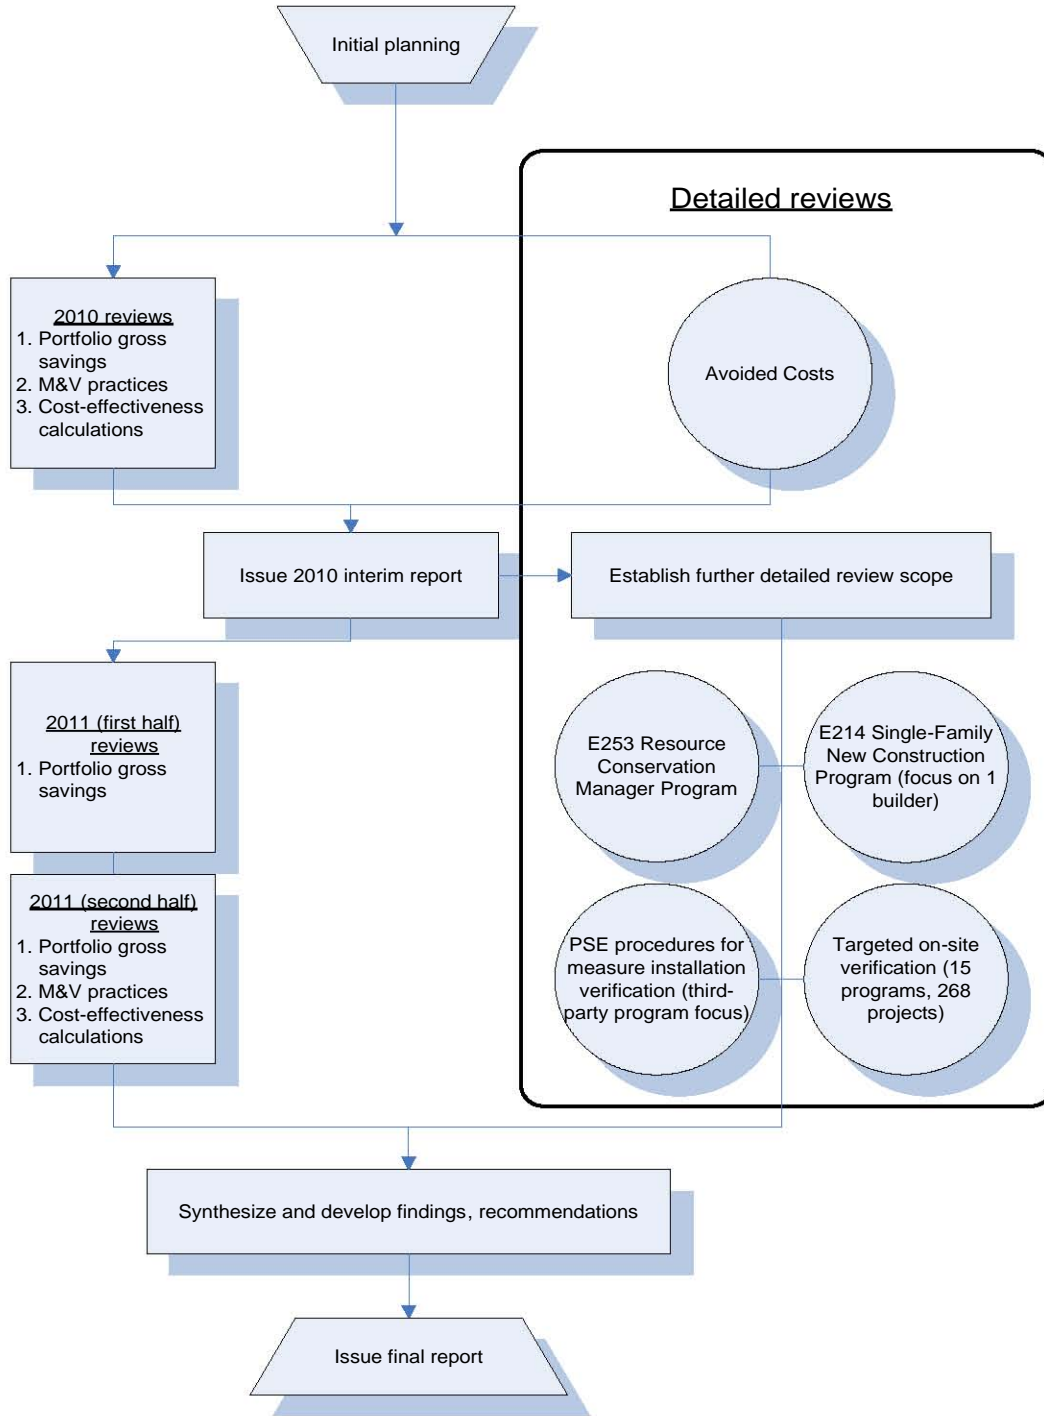 Initial planning
Detailed reviews
2010 reviews
1. Portfolio gross
savings
2. M&V practices
3. Cost-effectiveness
calculations
Avoided Costs
Issue 2010 interim report
Establish further detailed review scope
2011 (first half)
reviews
1. Portfolio gross
savings
E253 Resource
Conservation
Manager Program
E214 Single-Family
New Construction
Program (focus on 1
builder)
2011 (second half)
reviews
1. Portfolio gross
savings
2. M&V practices
3. Cost-effectiveness
calculations
PSE procedures for
measure installation
verification (third-
party program focus)
Targeted on-site
verification (15
programs, 268
projects)
Synthesize and develop findings, recommendations
Issue final report